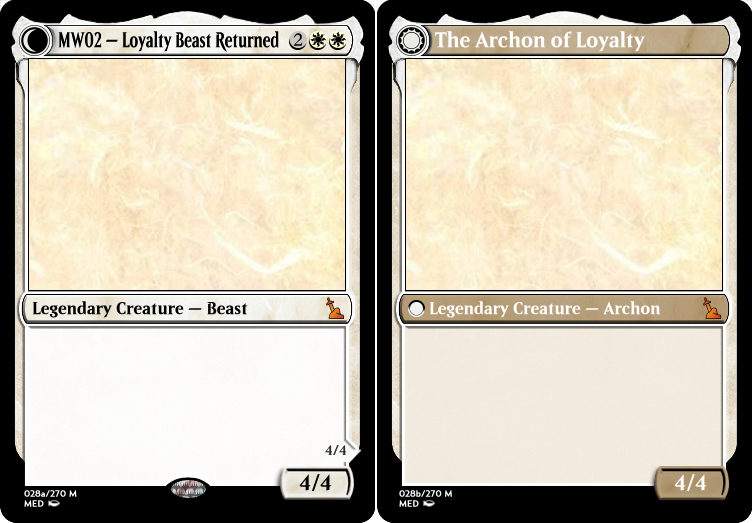 MW02 – Loyalty Beast Returned 2
Legendary Creature — Beast
4/4
4/4
028a/270 M
MED
The Archon of Loyalty
Legendary Creature — Archon
4/4
028b/270 M
MED